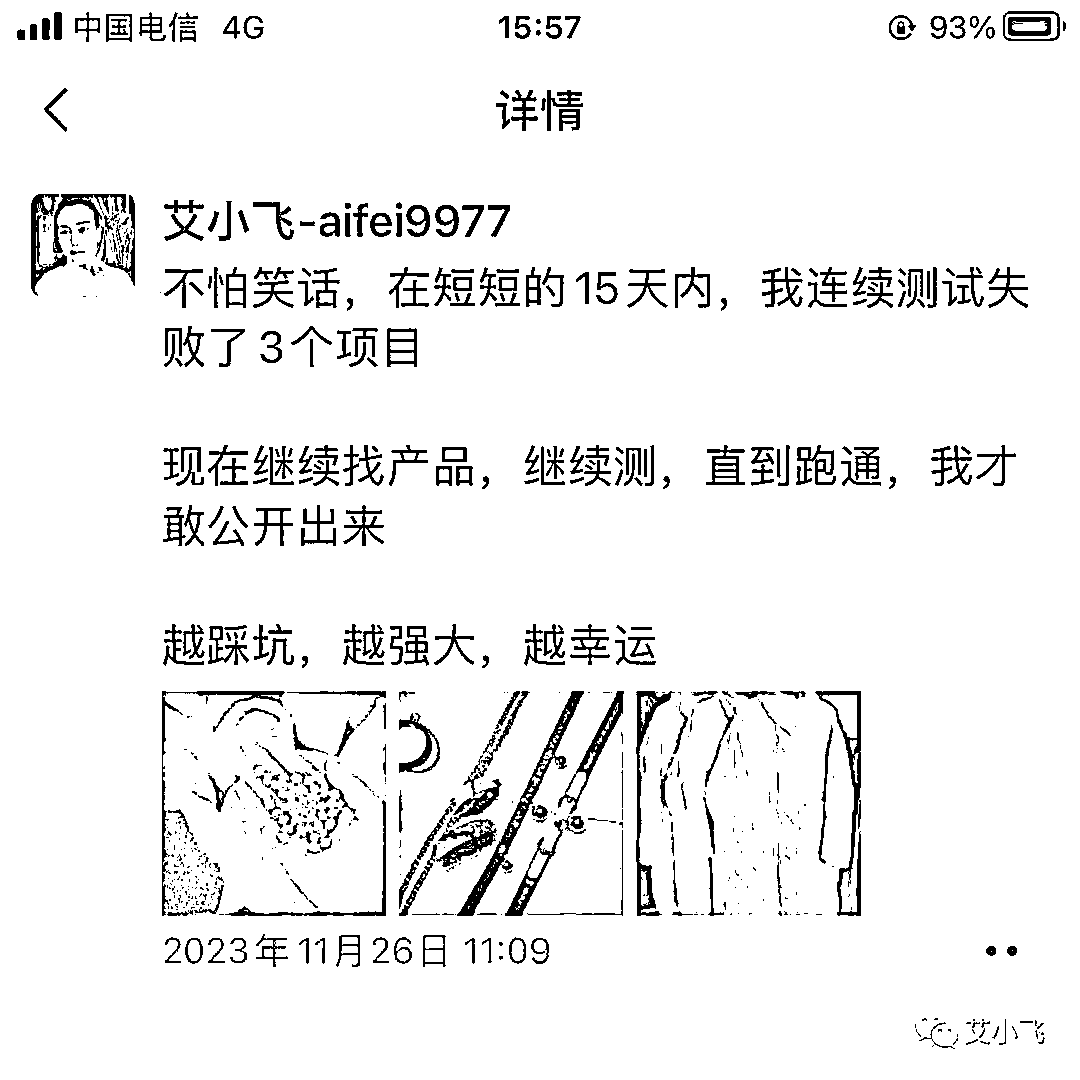 中国电信 4G 15:57 93%
详情
艾小飞-aifei9977
不怕笑话，在短短的15天内，我连续测试失
败了3个项目
现在继续找产品，继续测，直到跑通，我才
敢公开出来
越踩坑，越强大，越幸运
2023年11月26日 11:09
艾小飞